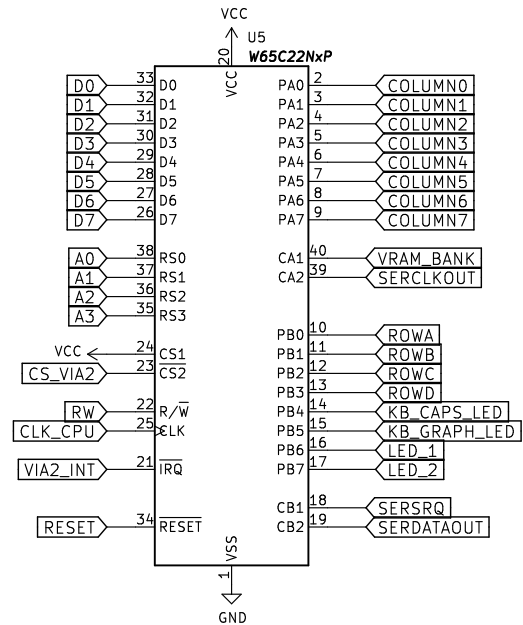 VCC
U5
W65C22NxP
20
VCC
D0 33 D0 PA0 2 COLUMN0
D1 32 D1 PA1 3 COLUMN1
D2 31 D2 PA2 4 COLUMN2
D3 30 D3 PA3 5 COLUMN3
D4 29 D4 PA4 6 COLUMN4
D5 28 D5 PA5 7 COLUMN5
D6 27 D6 PA6 8 COLUMN6
D7 26 D7 PA7 9 COLUMN7
A0 38 RS0 CA1 40 VRAM_BANK
A1 37 RS1 CA2 39 SERCLKOUT
A2 36 RS2
A3 35 RS3
PB0 10 ROWA
VCC 24 CS1 PB1 11 ROWB
CS_VIA2 23 CS2 PB2 12 ROWC
PB3 13 ROWD
RW 22 R/W PB4 14 KB_CAPS_LED
CLK_CPU 25 CLK PB5 15 KB_GRAPH_LED
PB6 16 LED_1
VIA2_INT 21 IRQ PB7 17 LED_2
CB1 18 SERSRQ
RESET 34 RESET CB2 19 SERDATAOUT
VSS
1
GND